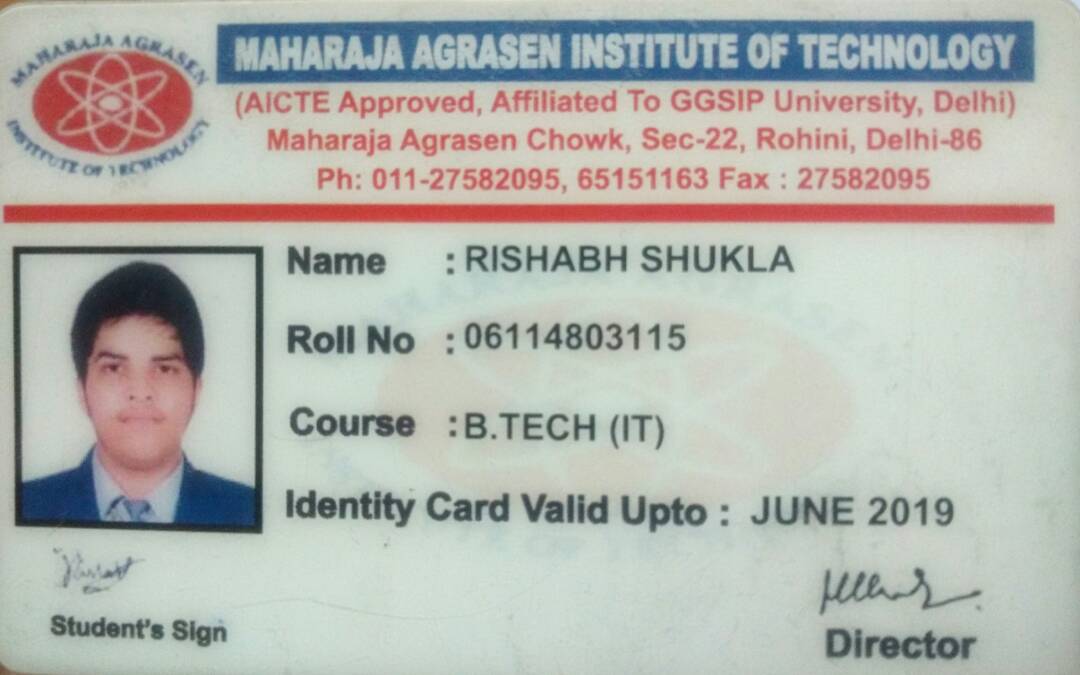 MAHARAJA AGRASEN
INSTITUTE OF TECHNOLOGY
MAHARAJA AGRASEN INSTITUTE OF TECHNOLOGY
(AICTE Approved, Affiliated To GGSIP University, Delhi)
Maharaja Agrasen Chowk, Sec-22, Rohini, Delhi-86
Ph: 011-27582095, 65151163 Fax : 27582095
Name : RISHABH SHUKLA
Roll No : 06114803115
Course : B.TECH (IT)
Identity Card Valid Upto : JUNE 2019
Student's Sign
Director